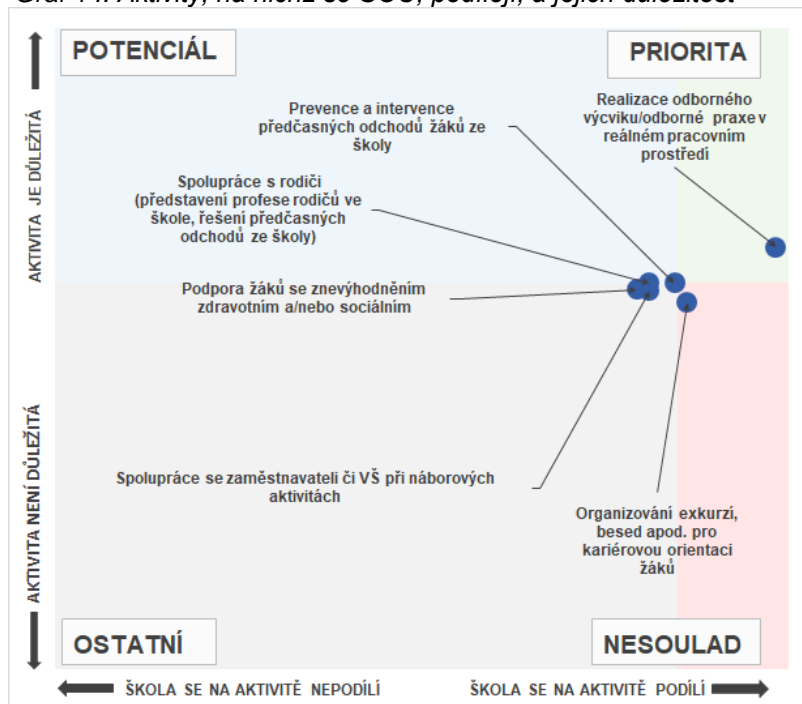 POTENCIÁL
PRIORITA
Prevence a intervence
předčasných odchodů žáků ze
školy
Realizace odborného
výcviku/odborné praxe v
reálném pracovním
prostředí
Spolupráce s rodiči
(představení profese rodičů ve
škole, řešení předčasných
odchodů ze školy)
Podpora žáků se znevýhodněním
zdravotním a/nebo sociálním
Spolupráce se zaměstnavateli či VŠ při náborových
aktivitách
Organizování exkurzí,
besed apod. pro
kariérovou orientaci
žáků
OSTATNÍ
NESOULAD
AKTIVITA JE DŮLEŽITÁ
AKTIVITA NENÍ DŮLEŽITÁ
ŠKOLA SE NA AKTIVITĚ NEPODÍLÍ
ŠKOLA SE NA AKTIVITĚ PODÍLÍ